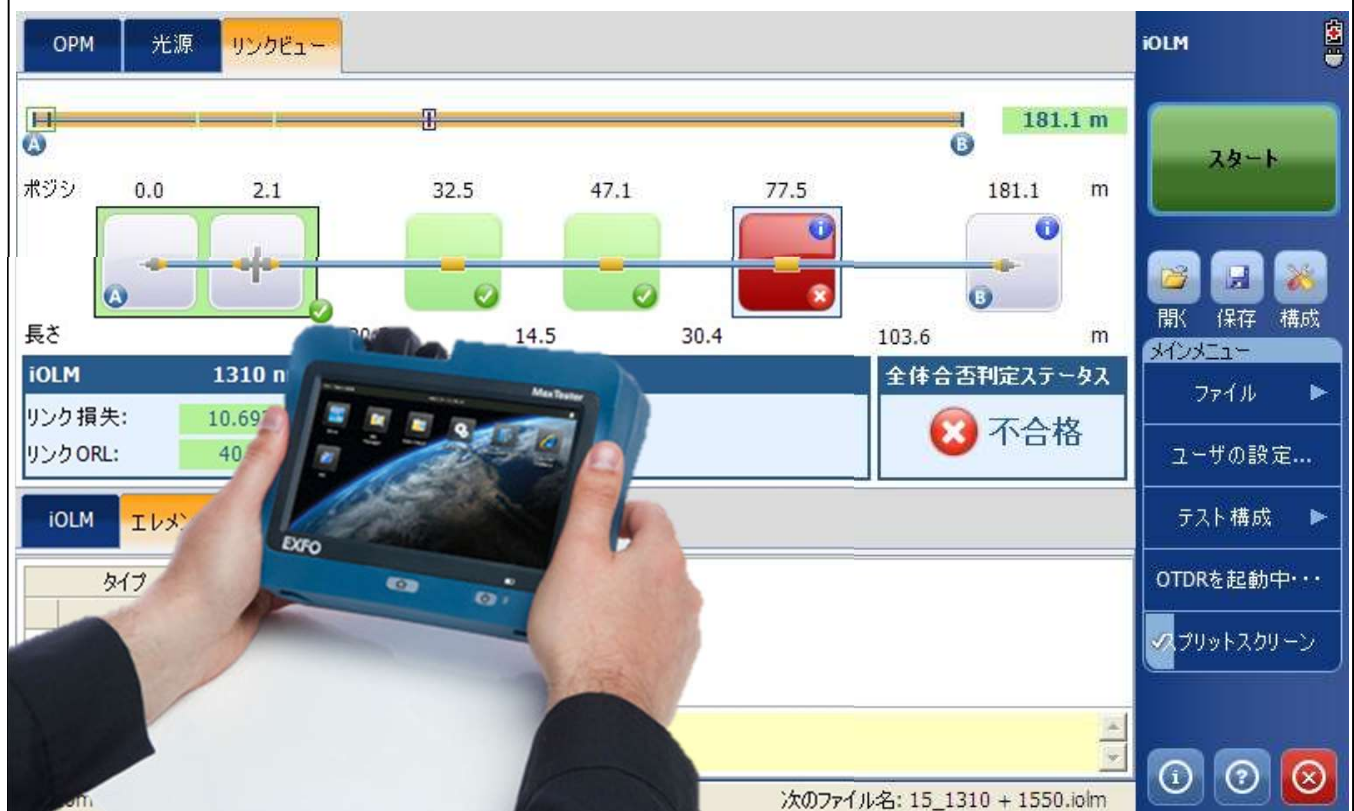 OPM 光源 リンクビュー
iOLM
181.1 m
A B
スタート
ポジシ 0.0 2.1 32.5 47.1 77.5 181.1 m
A B
開く 保存 構成
長さ 14.5 30.4 103.6 m
メインメニュー
iOLM 1310 全体合否判定ステータス
ファイル
リンク損失: 不合格
リンクORL: 40
ユーザの設定...
MaxTester
テスト構成
iOLM
EXFO
タイプ
OTDRを起動中・・・
スプリットスクリーン
次のファイル名: 15_1310 + 1550.iolm